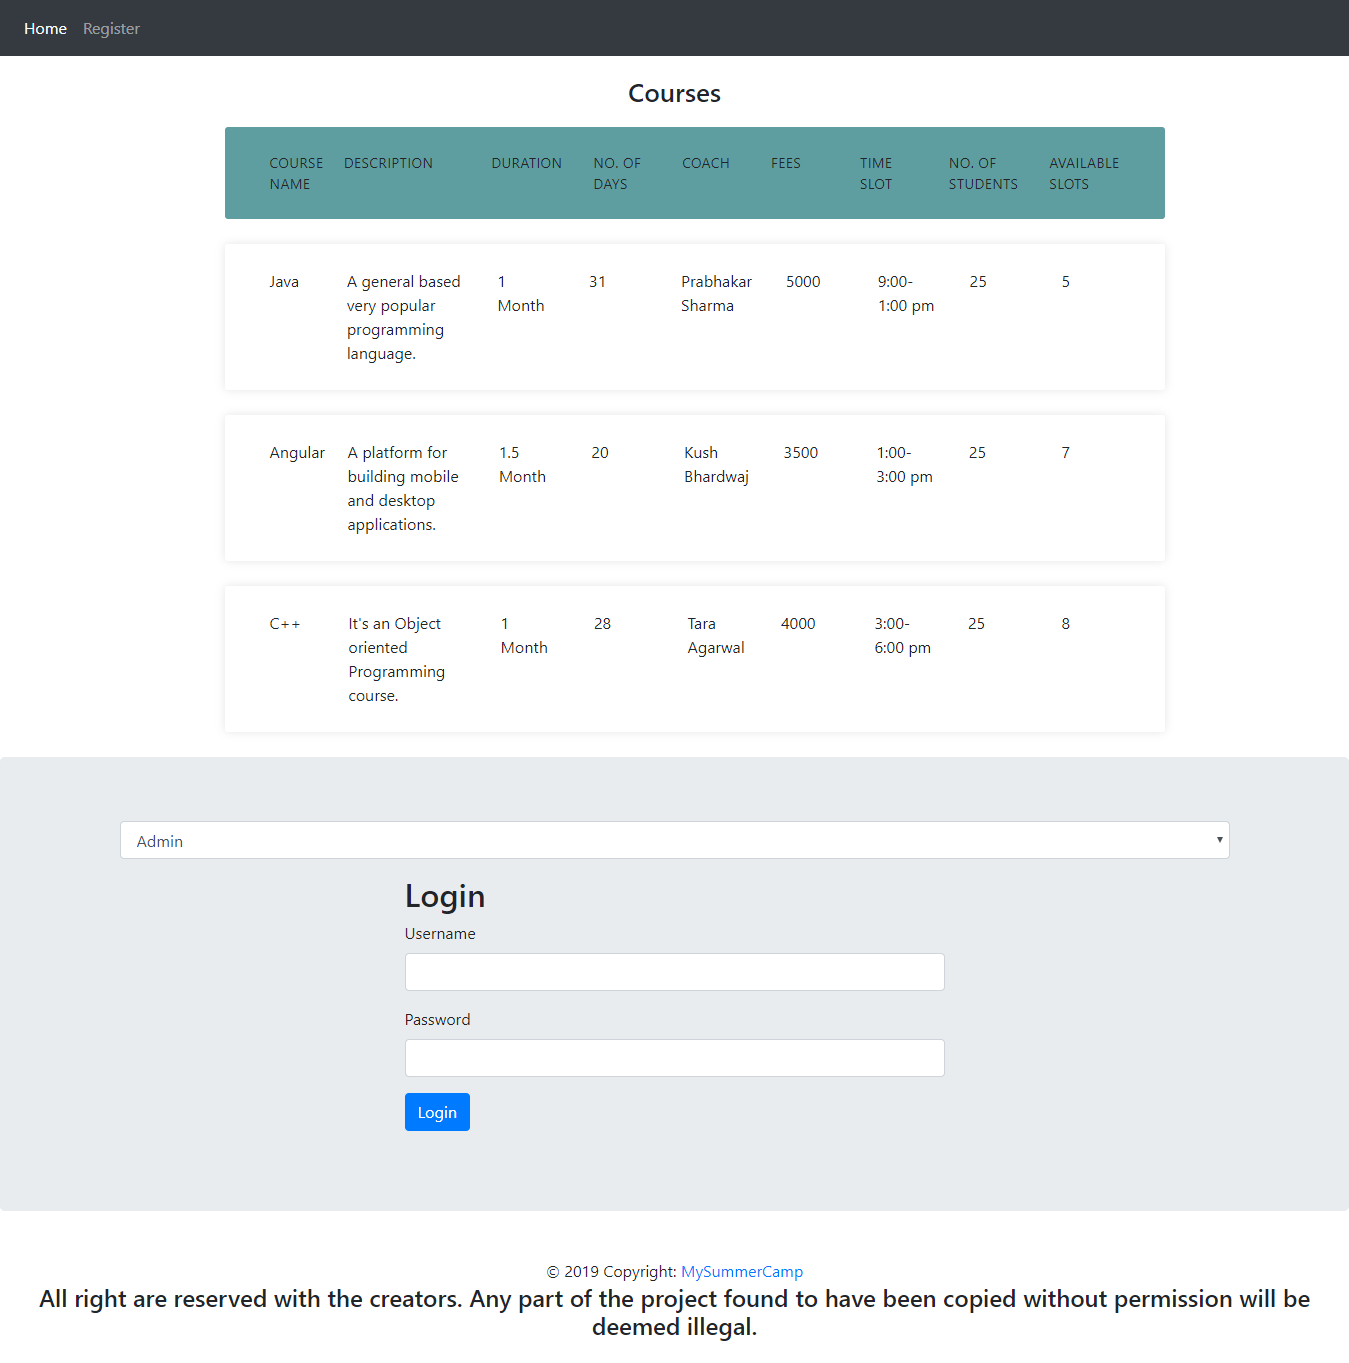 Home Register
Courses
COURSE NAME DESCRIPTION DURATION NO. OF DAYS COACH FEES TIME SLOT NO. OF STUDENTS AVAILABLE SLOTS
Java A general based very popular programming language. 1 Month 31 Prabhakar Sharma 5000 9:00-1:00 pm 25 5
Angular A platform for building mobile and desktop applications. 1.5 Month 20 Kush Bhardwaj 3500 1:00-3:00 pm 25 7
C++ It's an Object oriented Programming course. 1 Month 28 Tara Agarwal 4000 3:00-6:00 pm 25 8
Admin
Login
Username
Password
Login
© 2019 Copyright: MySummerCamp
All right are reserved with the creators. Any part of the project found to have been copied without permission will be
deemed illegal.